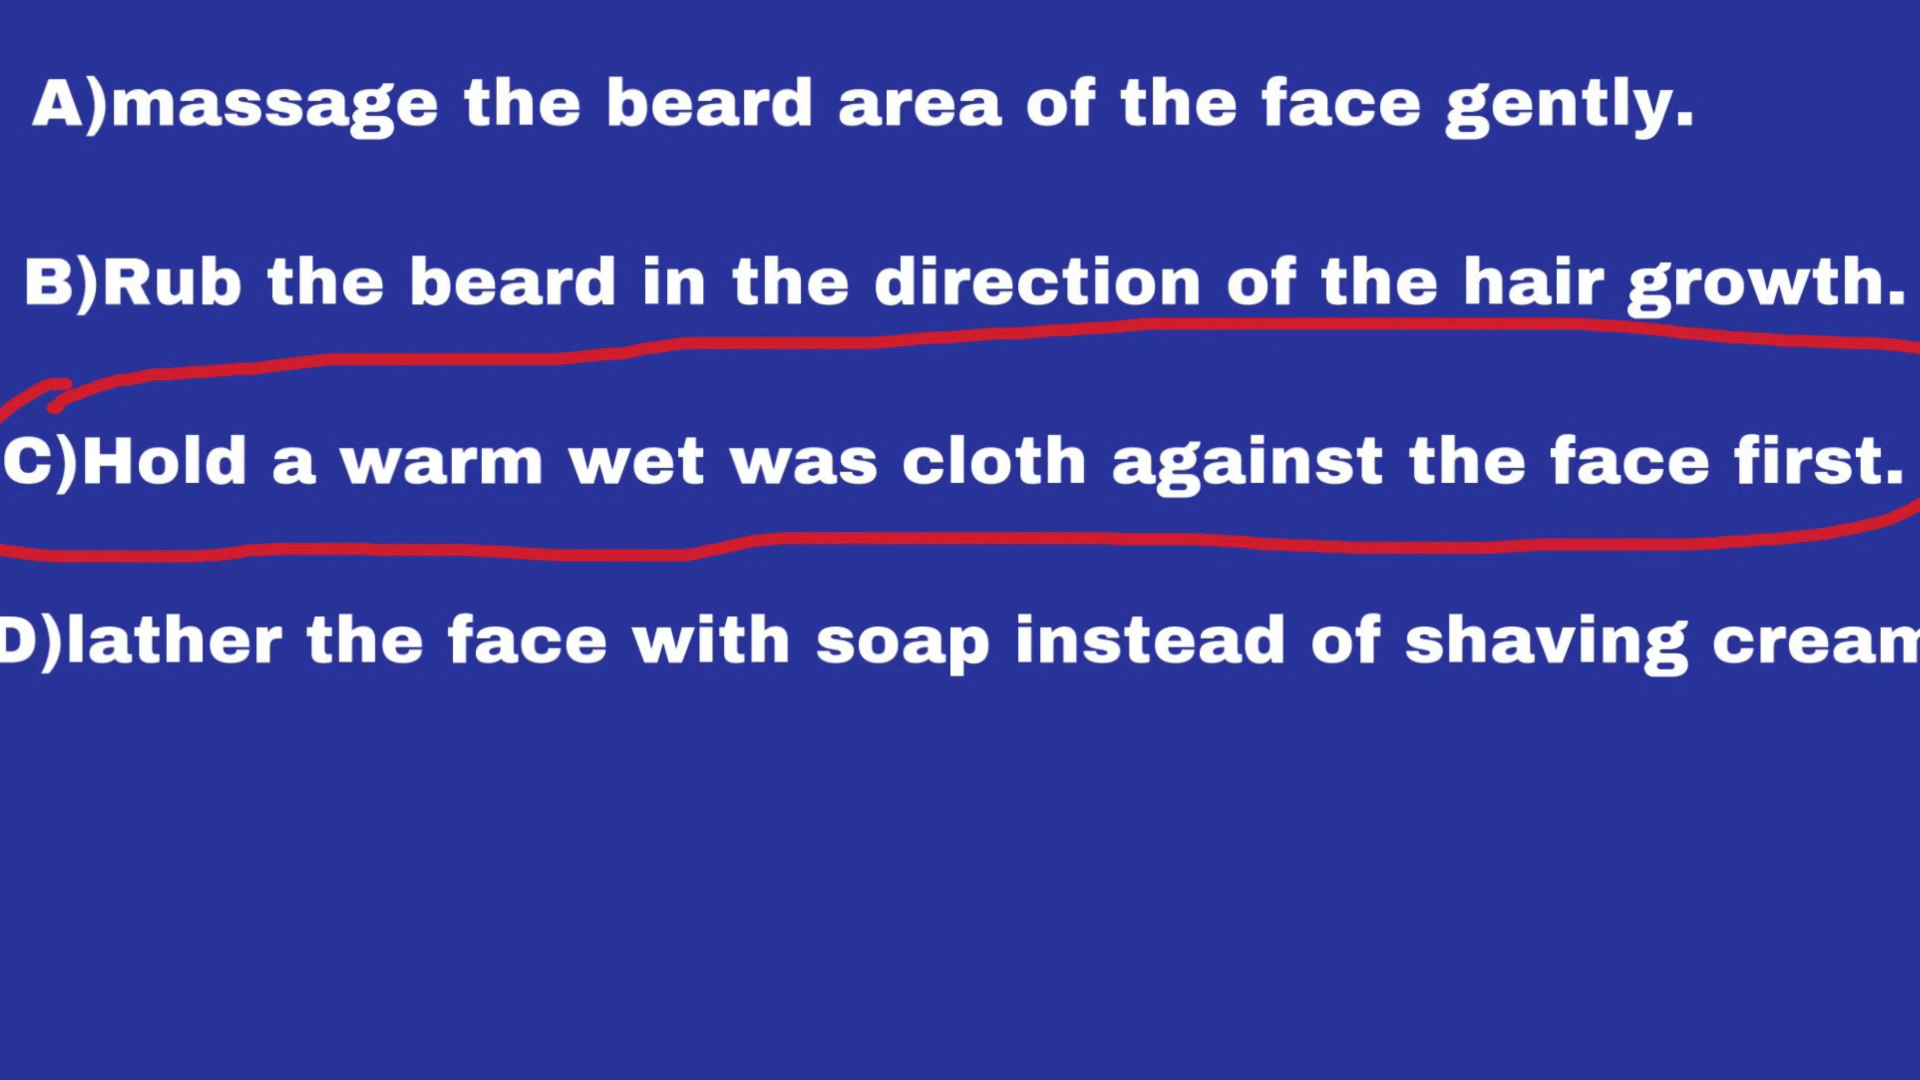 A)massage the beard area of the face gently.
B)Rub the beard in the direction of the hair growth.
C)Hold a warm wet was cloth against the face first.
D)lather the face with soap instead of shaving cream